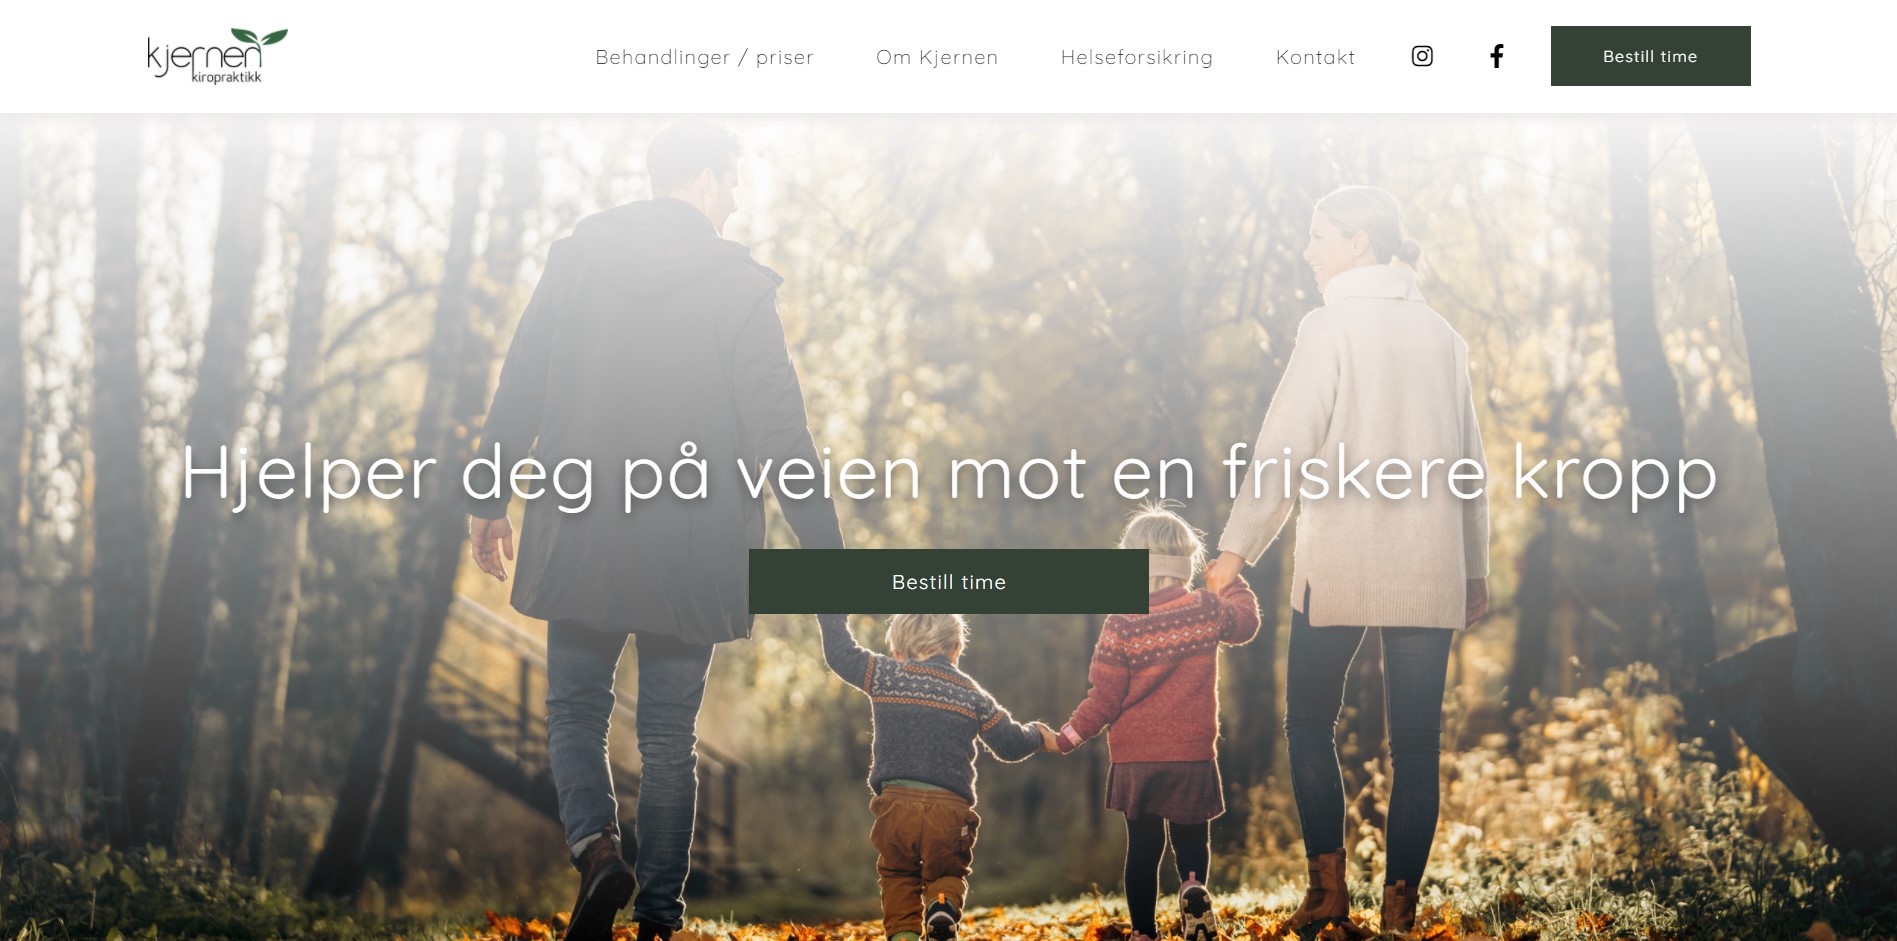 kjernen
kiropraktikk
Behandlinger / priser
Om Kjernen
Helseforsikring
Kontakt
Bestill time
Hjelper deg på veien mot en friskere kropp
Bestill time